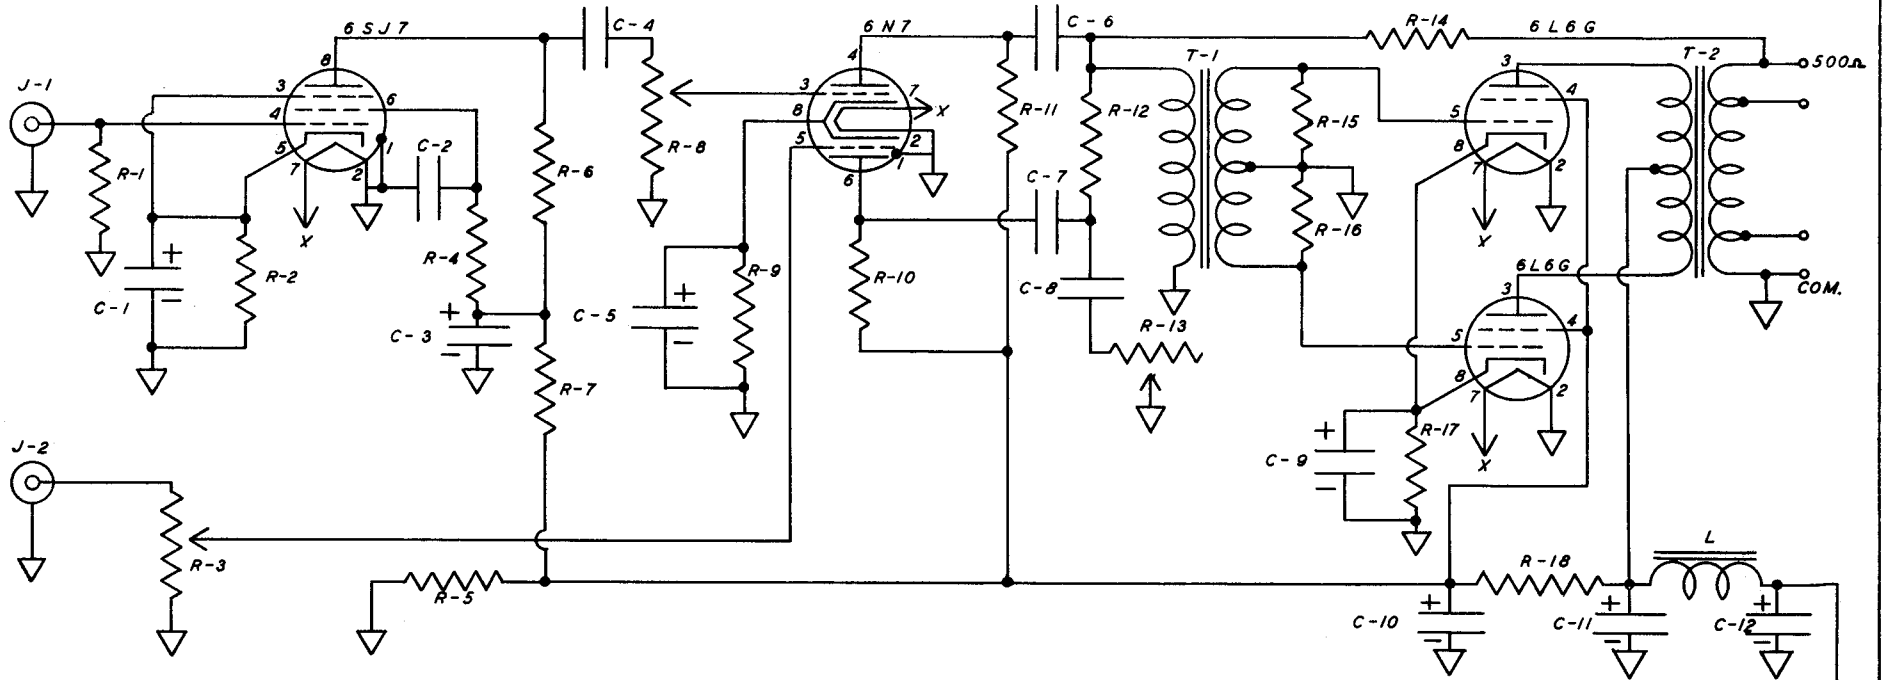 6SJ7
C-4
6N7
C-6
R-14
6L6G
J-1
8
3
6
4
5
1
7
2
R-1
C-2
R-6
R-8
4
3
7
8
X
5
2
1
6
R-11
R-12
T-1
R-15
T-2
500Ω
3
4
5
8
7
2
X
C-7
R-16
X
R-4
R-2
C-1
+
−
C-3
+
−
R-7
C-5
+
−
R-9
R-10
C-8
R-13
6L6G
3
4
5
8
7
2
X
COM.
J-2
R-3
R-5
C-9
+
−
R-17
R-18
L
C-10
+
−
C-11
+
−
C-12
+
−